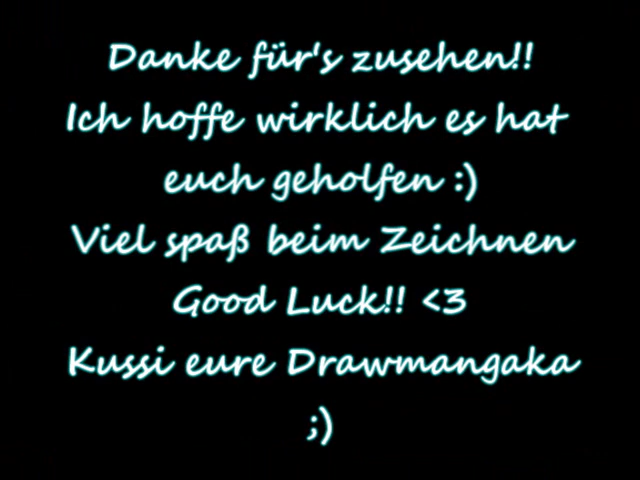 Danke für's zusehen!!
Ich hoffe wirklich es hat
euch geholfen :)
Viel spaß beim Zeichnen
Good Luck!! <3
Kussi eure Drawmangaka
;)